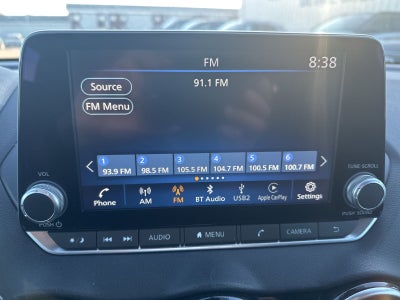 FM
8:38
Source
91.1 FM
FM Menu
1 2 3 4 5 6
93.9 FM 98.5 FM 105.5 FM 104.7 FM 100.5 FM 100.7 FM
Phone AM FM BT Audio USB2 Apple CarPlay Settings
VOL
TUNE·SCROLL
PUSH
PUSH SOUND
AUDIO MENU CAMERA